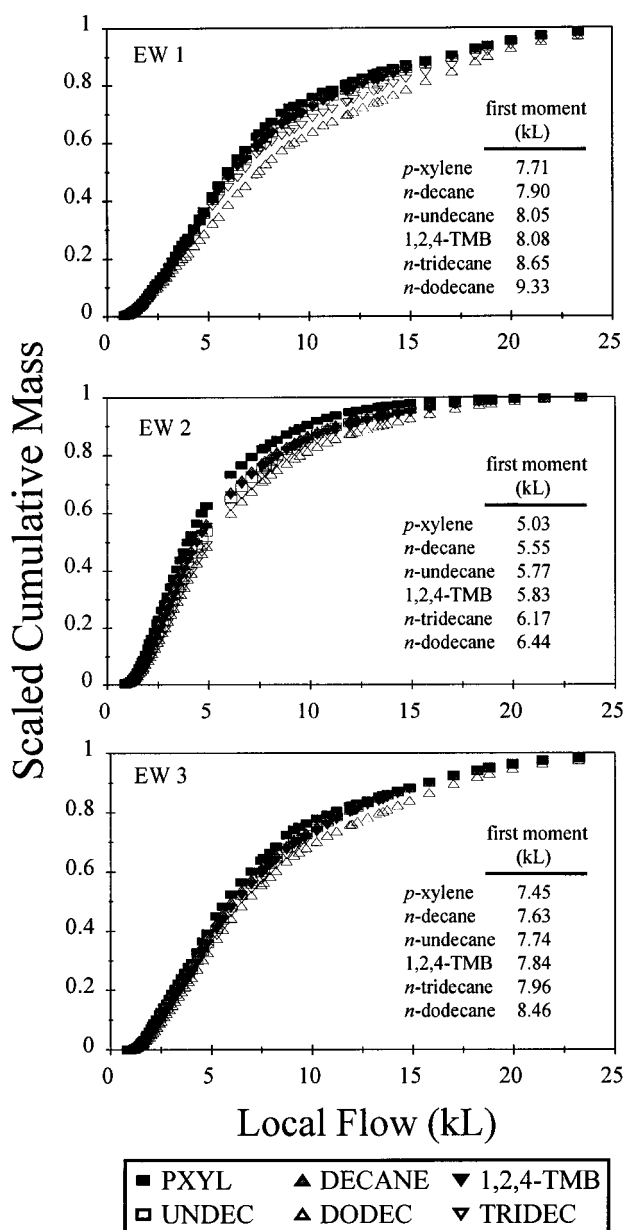 Scaled Cumulative Mass
1
0.8
0.6
0.4
0.2
0
EW 1
first moment
(kL)
p-xylene 7.71
n-decane 7.90
n-undecane 8.05
1,2,4-TMB 8.08
n-tridecane 8.65
n-dodecane 9.33
0 5 10 15 20 25
1
0.8
0.6
0.4
0.2
0
EW 2
first moment
(kL)
p-xylene 5.03
n-decane 5.55
n-undecane 5.77
1,2,4-TMB 5.83
n-tridecane 6.17
n-dodecane 6.44
0 5 10 15 20 25
1
0.8
0.6
0.4
0.2
0
EW 3
first moment
(kL)
p-xylene 7.45
n-decane 7.63
n-undecane 7.74
1,2,4-TMB 7.84
n-tridecane 7.96
n-dodecane 8.46
0 5 10 15 20 25
Local Flow (kL)
PXYL DECANE 1,2,4-TMB
UNDEC DODEC TRIDEC